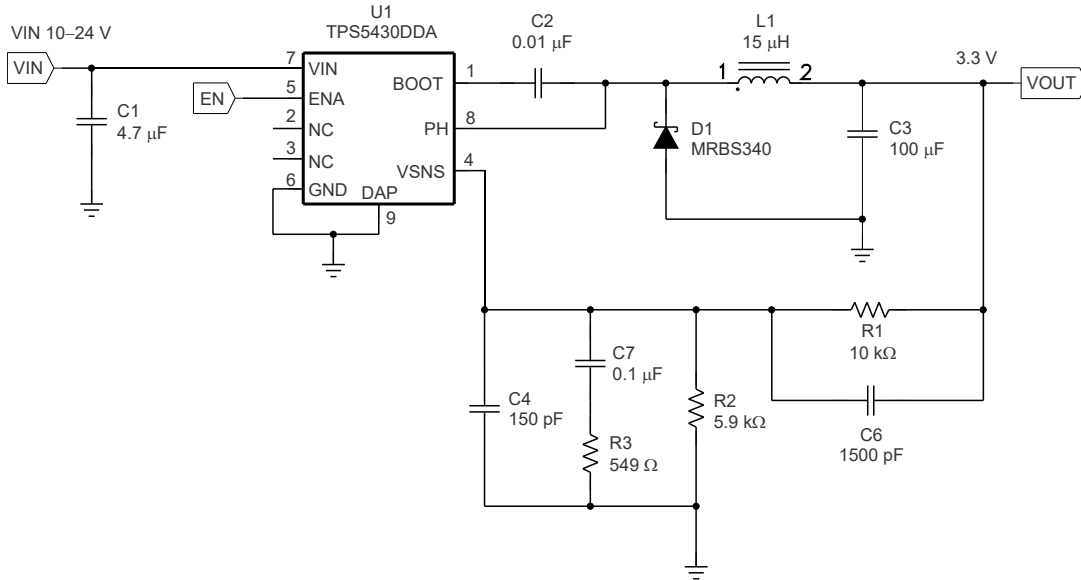 U1
TPS5430DDA
VIN 10–24 V
VIN
EN
C1
4.7 μF
7
VIN
5
ENA
2
NC
3
NC
6
GND
DAP
9
BOOT
1
PH
8
VSNS
4
C2
0.01 μF
L1
15 μH
1
2
D1
MRBS340
C3
100 μF
3.3 V
VOUT
C4
150 pF
C7
0.1 μF
R3
549 Ω
R2
5.9 kΩ
R1
10 kΩ
C6
1500 pF